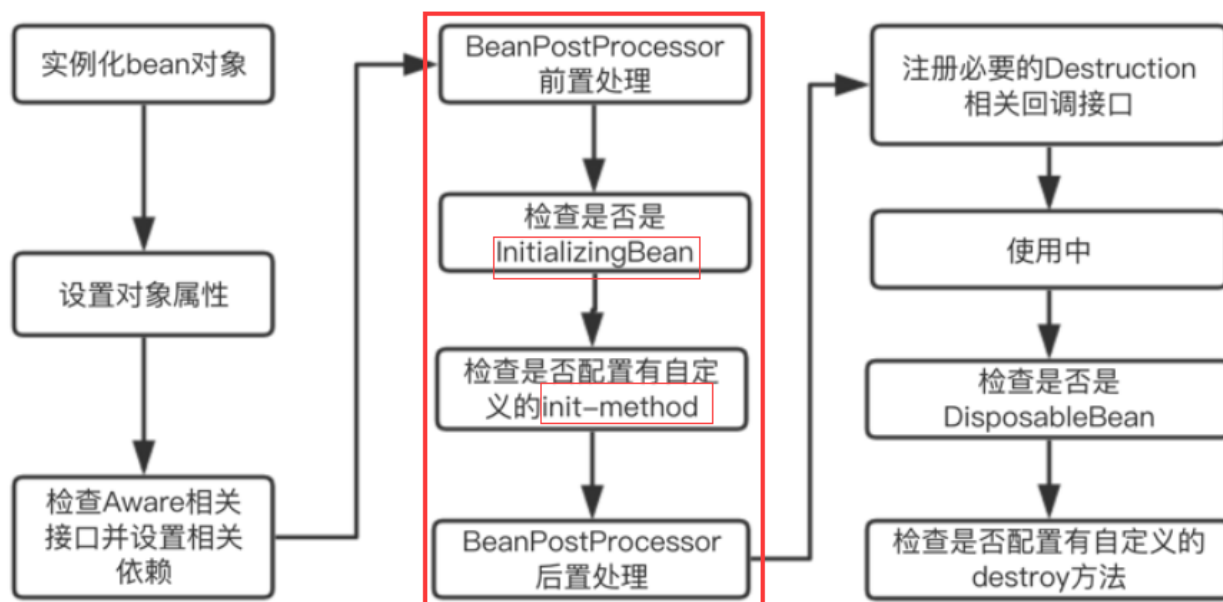 实例化bean对象
设置对象属性
检查Aware相关
接口并设置相关
依赖
BeanPostProcessor
前置处理
检查是否是
InitializingBean
检查是否配置有自定
义的init-method
BeanPostProcessor
后置处理
注册必要的Destruction
相关回调接口
使用中
检查是否是
DisposableBean
检查是否配置有自定义的
destroy方法